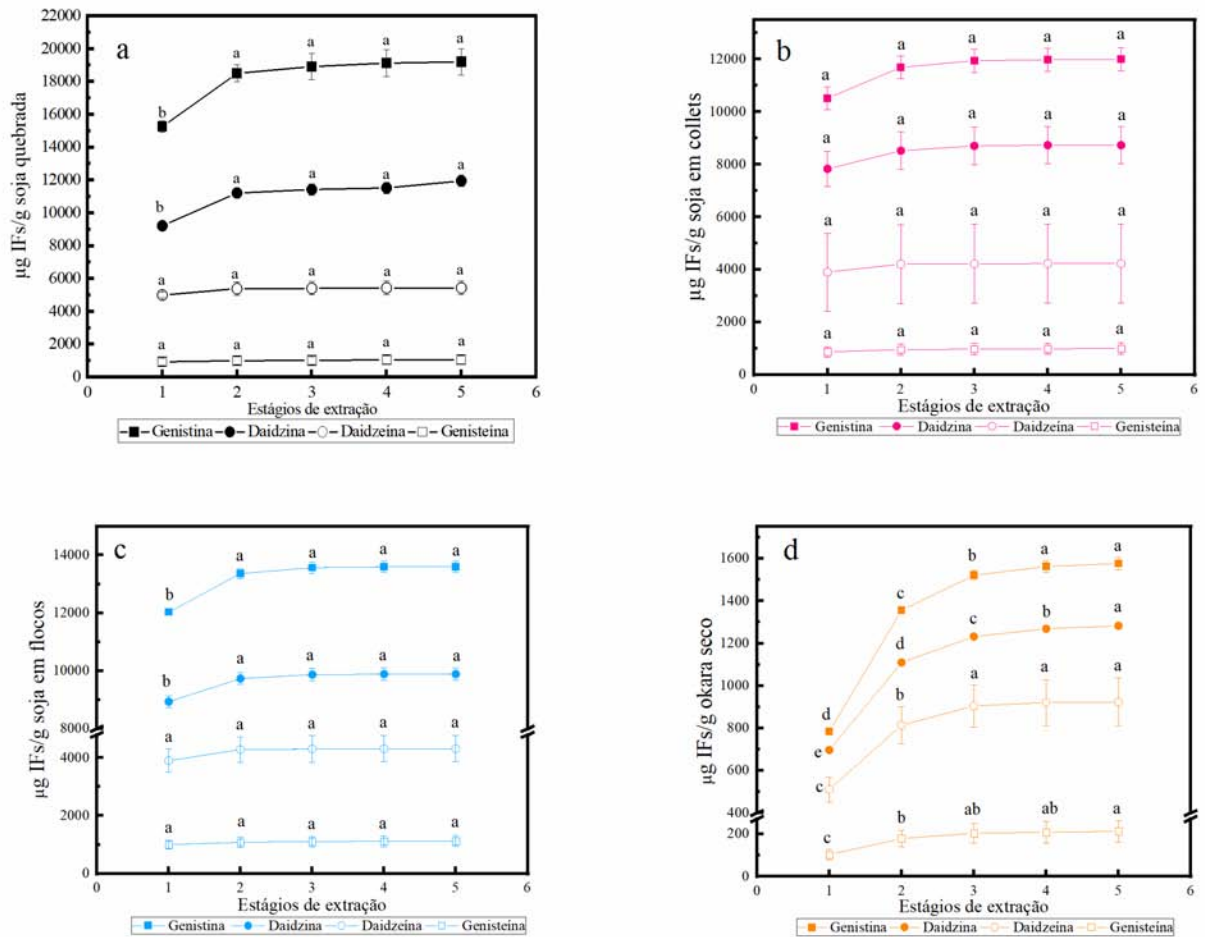 a
µg IFs/g soja quebrada
22000
20000
18000
16000
14000
12000
10000
8000
6000
4000
2000
0
b a a a a
b a a a a
a a a a a
a a a a a
0 1 2 3 4 5 6
Estágios de extração
Genistina Daidzina Daidzeína Genisteína
b
µg IFs/g soja em collets
12000
10000
8000
6000
4000
2000
0
a a a a a
a a a a a
a a a a a
a a a a a
0 1 2 3 4 5 6
Estágios de extração
Genistina Daidzina Daidzeína Genisteína
c
µg IFs/g soja em flocos
14000
12000
10000
8000
4000
2000
0
b a a a a
b a a a a
a a a a a
a a a a a
0 1 2 3 4 5 6
Estágios de extração
Genistina Daidzina Daidzeína Genisteína
d
µg IFs/g okara seco
1600
1400
1200
1000
800
600
400
200
0
d c b a a
e d c b a
c b a a a
c b ab ab a
0 1 2 3 4 5 6
Estágios de extração
Genistina Daidzina Daidzeína Genisteína